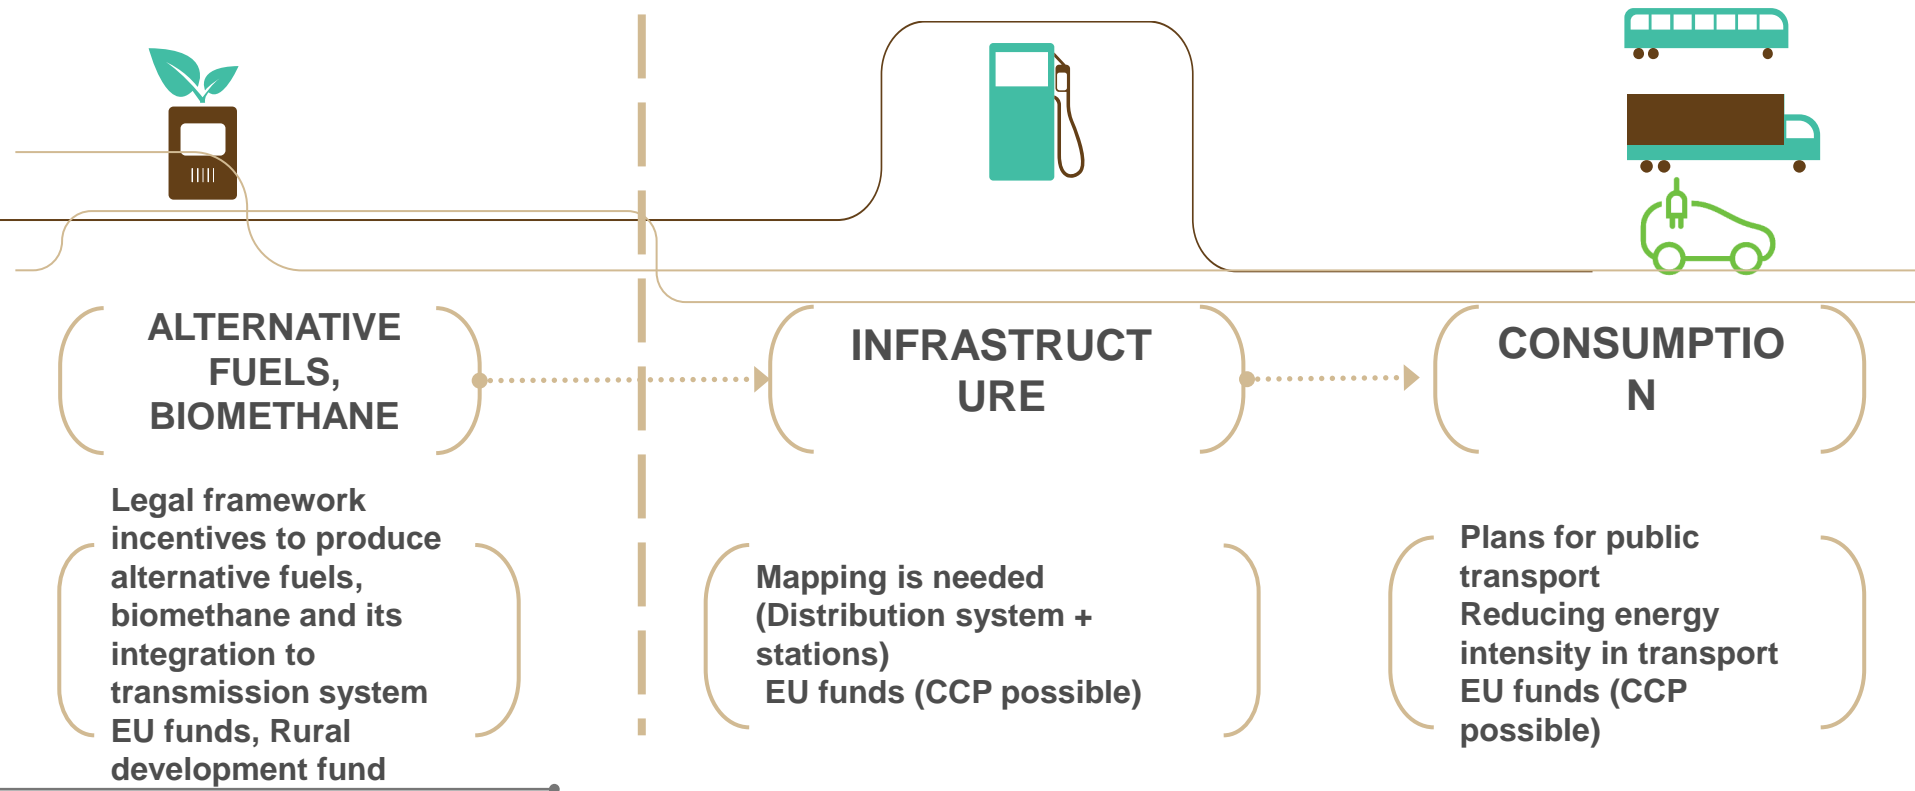 ALTERNATIVE
FUELS,
BIOMETHANE
INFRASTRUCT
URE
CONSUMPTIO
N
Legal framework
incentives to produce
alternative fuels,
biomethane and its
integration to
transmission system
EU funds, Rural
development fund
Mapping is needed
(Distribution system +
stations)
EU funds (CCP possible)
Plans for public
transport
Reducing energy
intensity in transport
EU funds (CCP
possible)